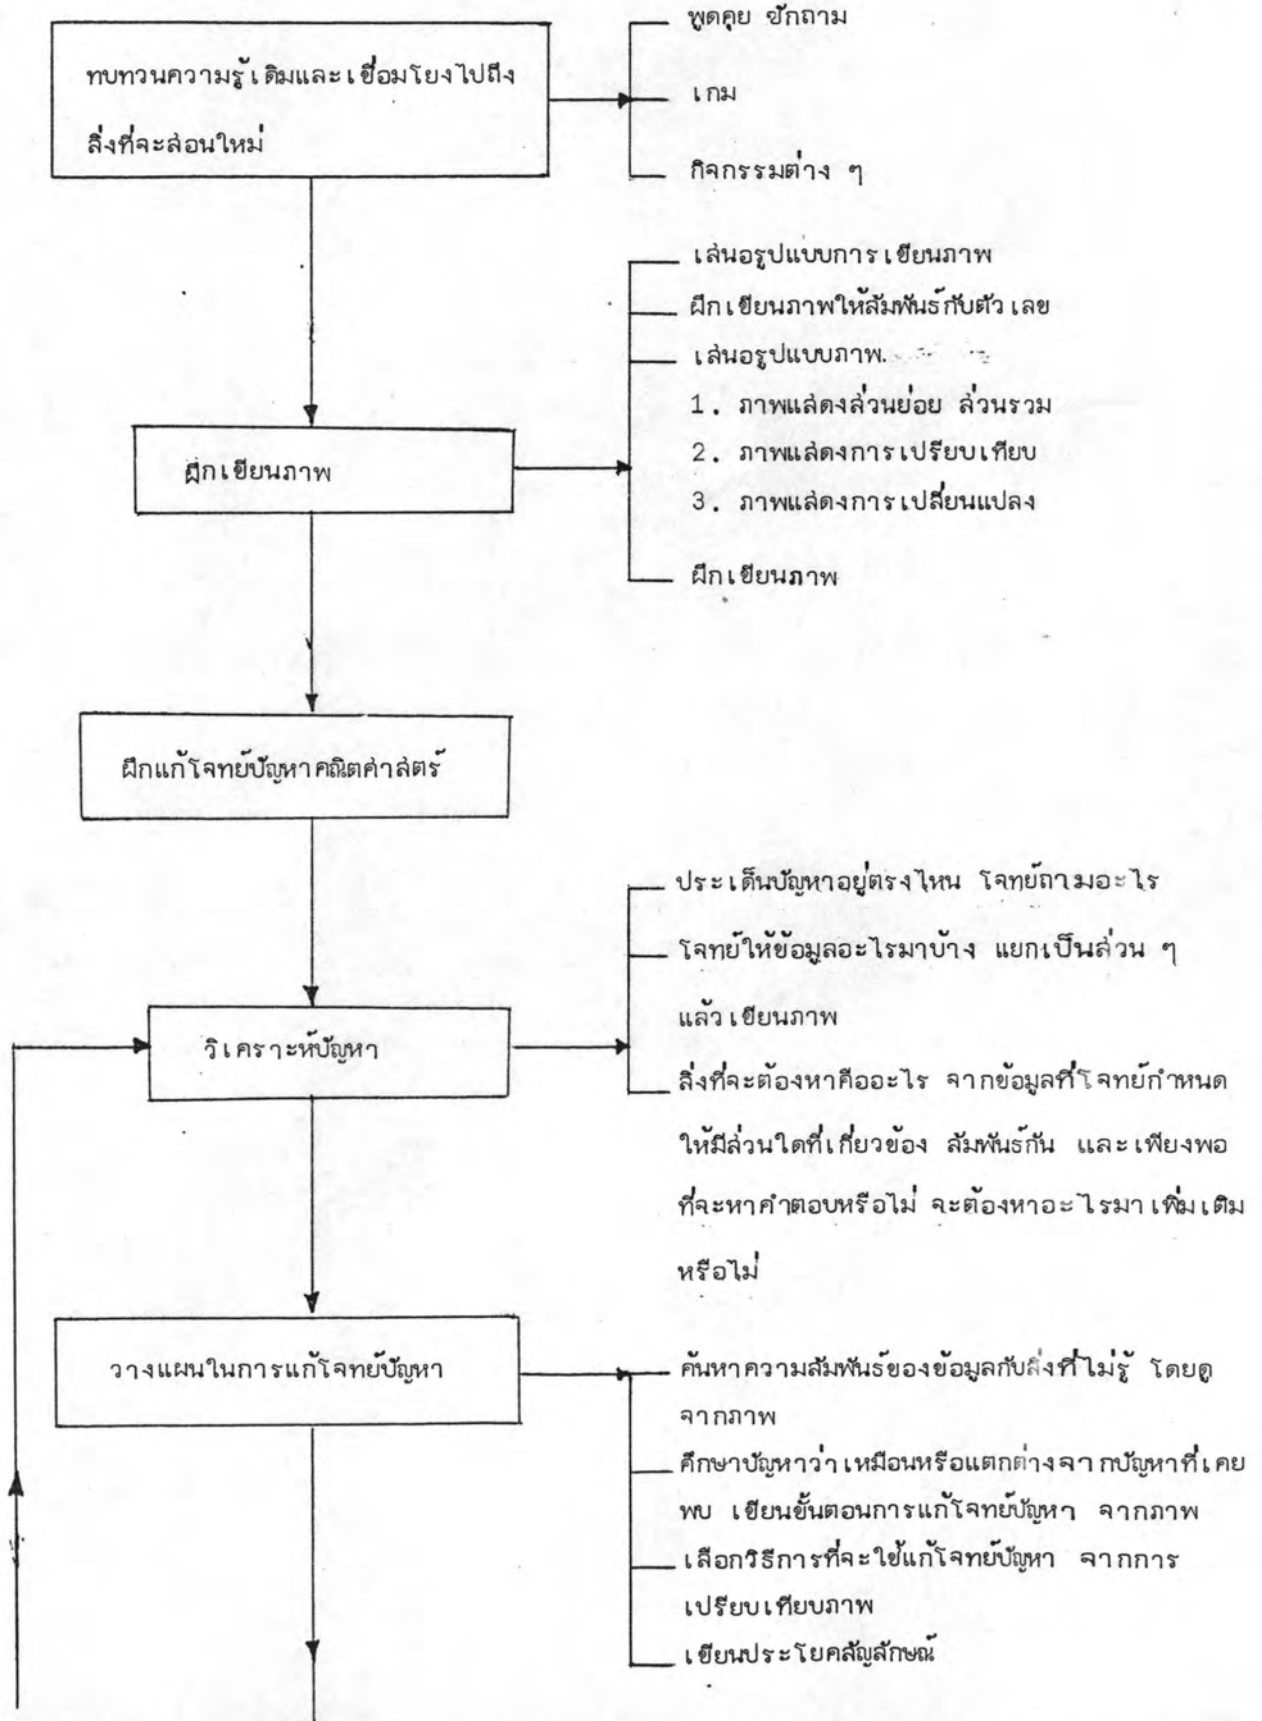 ทบทวนความรู้เดิมและเชื่อมโยงไปถึง
สิ่งที่จะสอนใหม่
พูดคุย ซักถาม
เกม
กิจกรรมต่าง ๆ
ฝึกเขียนภาพ
เสนอรูปแบบการเขียนภาพ
ฝึกเขียนภาพให้สัมพันธ์กับตัวเลข
เสนอรูปแบบภาพ
1. ภาพแสดงส่วนย่อย ส่วนรวม
2. ภาพแสดงการเปรียบเทียบ
3. ภาพแสดงการเปลี่ยนแปลง
ฝึกเขียนภาพ
ฝึกแก้โจทย์ปัญหาคณิตศาสตร์
วิเคราะห์ปัญหา
ประเด็นปัญหาอยู่ตรงไหน โจทย์ถามอะไร
โจทย์ให้ข้อมูลอะไรมาบ้าง แยกเป็นส่วน ๆ
แล้วเขียนภาพ
สิ่งที่จะต้องหาคืออะไร จากข้อมูลที่โจทย์กำหนด
ให้มีส่วนใดที่เกี่ยวข้อง สัมพันธ์กัน และเพียงพอ
ที่จะหาคำตอบหรือไม่ จะต้องหาอะไรมาเพิ่มเติม
หรือไม่
วางแผนในการแก้โจทย์ปัญหา
ค้นหาความสัมพันธ์ของข้อมูลกับสิ่งที่ไม่รู้ โดยดู
จากภาพ
ศึกษาปัญหาว่าเหมือนหรือแตกต่างจากปัญหาที่เคย
พบ เขียนขั้นตอนการแก้โจทย์ปัญหา จากภาพ
เลือกวิธีการที่จะใช้แก้โจทย์ปัญหา จากการ
เปรียบเทียบภาพ
เขียนประโยคสัญลักษณ์